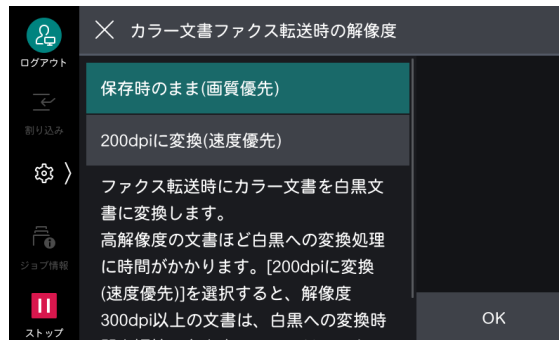 カラー文書ファクス転送時の解像度
ログアウト
保存時のまま(画質優先)
割り込み
200dpiに変換(速度優先)
ファクス転送時にカラー文書を白黒文
書に変換します。
高解像度の文書ほど白黒への変換処理
ジョブ情報
に時間がかかります。[200dpiに変換
(速度優先)]を選択すると、解像度
300dpi以上の文書は、白黒への変換時
ストップ
OK